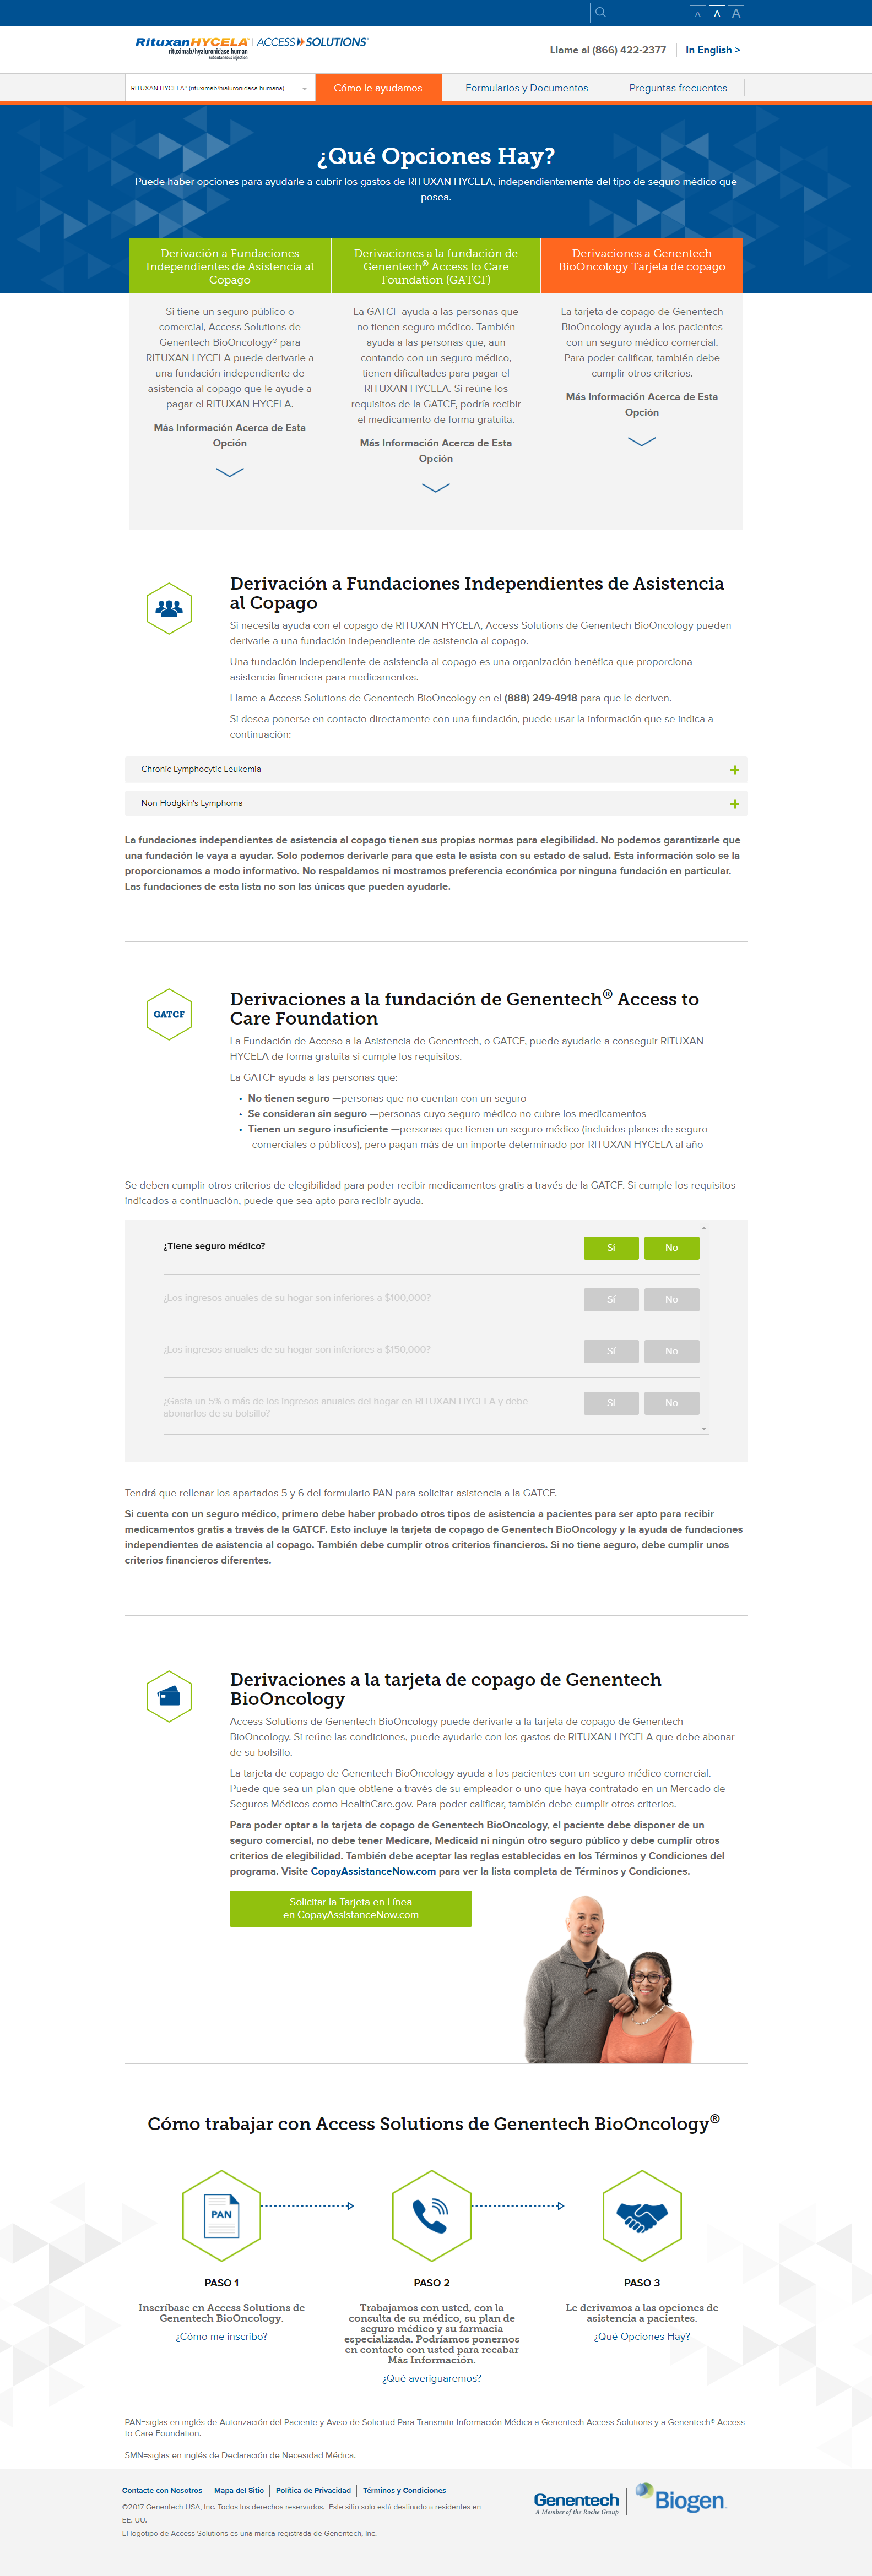 A A A
RituxanHYCELA® | ACCESS SOLUTIONS®
rituximab/hyaluronidase human
subcutaneous injection
Llame al (866) 422-2377 In English >
RITUXAN HYCELA™ (rituximab/hialuronidasa humana)
Cómo le ayudamos
Formularios y Documentos
Preguntas frecuentes
¿Qué Opciones Hay?
Puede haber opciones para ayudarle a cubrir los gastos de RITUXAN HYCELA, independientemente del tipo de seguro médico que
posea.
Derivación a Fundaciones
Independientes de Asistencia al
Copago
Si tiene un seguro público o
comercial, Access Solutions de
Genentech BioOncology® para
RITUXAN HYCELA puede derivarle a
una fundación independiente de
asistencia al copago que le ayude a
pagar el RITUXAN HYCELA.
Más Información Acerca de Esta
Opción
Derivaciones a la fundación de
Genentech® Access to Care
Foundation (GATCF)
La GATCF ayuda a las personas que
no tienen seguro médico. También
ayuda a las personas que, aun
contando con un seguro médico,
tienen dificultades para pagar el
RITUXAN HYCELA. Si reúne los
requisitos de la GATCF, podría recibir
el medicamento de forma gratuita.
Más Información Acerca de Esta
Opción
Derivaciones a Genentech
BioOncology Tarjeta de copago
La tarjeta de copago de Genentech
BioOncology ayuda a los pacientes
con un seguro médico comercial.
Para poder calificar, también debe
cumplir otros criterios.
Más Información Acerca de Esta
Opción
Derivación a Fundaciones Independientes de Asistencia
al Copago
Si necesita ayuda con el copago de RITUXAN HYCELA, Access Solutions de Genentech BioOncology pueden
derivarle a una fundación independiente de asistencia al copago.
Una fundación independiente de asistencia al copago es una organización benéfica que proporciona
asistencia financiera para medicamentos.
Llame a Access Solutions de Genentech BioOncology en el (888) 249-4918 para que le deriven.
Si desea ponerse en contacto directamente con una fundación, puede usar la información que se indica a
continuación:
Chronic Lymphocytic Leukemia
Non-Hodgkin's Lymphoma
La fundaciones independientes de asistencia al copago tienen sus propias normas para elegibilidad. No podemos garantizarle que
una fundación le vaya a ayudar. Solo podemos derivarle para que esta le asista con su estado de salud. Esta información solo se la
proporcionamos a modo informativo. No respaldamos ni mostramos preferencia económica por ninguna fundación en particular.
Las fundaciones de esta lista no son las únicas que pueden ayudarle.
GATCF
Derivaciones a la fundación de Genentech® Access to
Care Foundation
La Fundación de Acceso a la Asistencia de Genentech, o GATCF, puede ayudarle a conseguir RITUXAN
HYCELA de forma gratuita si cumple los requisitos.
La GATCF ayuda a las personas que:
• No tienen seguro —personas que no cuentan con un seguro
• Se consideran sin seguro —personas cuyo seguro médico no cubre los medicamentos
• Tienen un seguro insuficiente —personas que tienen un seguro médico (incluidos planes de seguro
comerciales o públicos), pero pagan más de un importe determinado por RITUXAN HYCELA al año
Se deben cumplir otros criterios de elegibilidad para poder recibir medicamentos gratis a través de la GATCF. Si cumple los requisitos
indicados a continuación, puede que sea apto para recibir ayuda.
¿Tiene seguro médico? Sí No
¿Los ingresos anuales de su hogar son inferiores a $100,000? Sí No
¿Los ingresos anuales de su hogar son inferiores a $150,000? Sí No
¿Gasta un 5% o más de los ingresos anuales del hogar en RITUXAN HYCELA y debe
abonarlos de su bolsillo? Sí No
Tendrá que rellenar los apartados 5 y 6 del formulario PAN para solicitar asistencia a la GATCF.
Si cuenta con un seguro médico, primero debe haber probado otros tipos de asistencia a pacientes para ser apto para recibir
medicamentos gratis a través de la GATCF. Esto incluye la tarjeta de copago de Genentech BioOncology y la ayuda de fundaciones
independientes de asistencia al copago. También debe cumplir otros criterios financieros. Si no tiene seguro, debe cumplir unos
criterios financieros diferentes.
Derivaciones a la tarjeta de copago de Genentech
BioOncology
Access Solutions de Genentech BioOncology puede derivarle a la tarjeta de copago de Genentech
BioOncology. Si reúne las condiciones, puede ayudarle con los gastos de RITUXAN HYCELA que debe abonar
de su bolsillo.
La tarjeta de copago de Genentech BioOncology ayuda a los pacientes con un seguro médico comercial.
Puede que sea un plan que obtiene a través de su empleador o uno que haya contratado en un Mercado de
Seguros Médicos como HealthCare.gov. Para poder calificar, también debe cumplir otros criterios.
Para poder optar a la tarjeta de copago de Genentech BioOncology, el paciente debe disponer de un
seguro comercial, no debe tener Medicare, Medicaid ni ningún otro seguro público y debe cumplir otros
criterios de elegibilidad. También debe aceptar las reglas establecidas en los Términos y Condiciones del
programa. Visite CopayAssistanceNow.com para ver la lista completa de Términos y Condiciones.
Solicitar la Tarjeta en Línea
en CopayAssistanceNow.com
Cómo trabajar con Access Solutions de Genentech BioOncology®
PAN
PASO 1
Inscríbase en Access Solutions de
Genentech BioOncology.
¿Cómo me inscribo?
PASO 2
Trabajamos con usted, con la
consulta de su médico, su plan de
seguro médico y su farmacia
especializada. Podríamos ponernos
en contacto con usted para recabar
Más Información.
¿Qué averiguaremos?
PASO 3
Le derivamos a las opciones de
asistencia a pacientes.
¿Qué Opciones Hay?
PAN=siglas en inglés de Autorización del Paciente y Aviso de Solicitud Para Transmitir Información Médica a Genentech Access Solutions y a Genentech® Access
to Care Foundation.
SMN=siglas en inglés de Declaración de Necesidad Médica.
Contacte con Nosotros | Mapa del Sitio | Política de Privacidad | Términos y Condiciones
©2017 Genentech USA, Inc. Todos los derechos reservados. Este sitio solo está destinado a residentes en
EE. UU.
El logotipo de Access Solutions es una marca registrada de Genentech, Inc.
Genentech
A Member of the Roche Group
Biogen